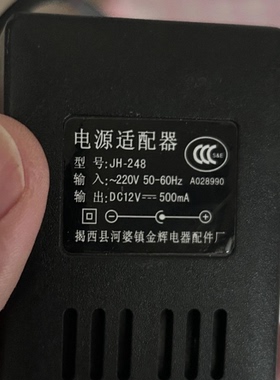 电源适配器
型 号:JH-248
CCC
S&E
输 入:~220V 50-60Hz A028990
输 出:DC12V⎓500mA
揭西县河婆镇金辉电器配件厂